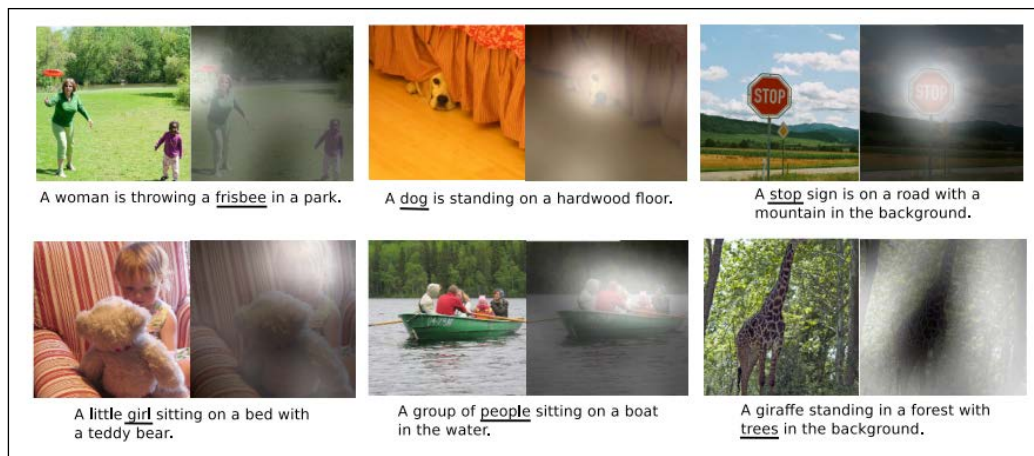 A woman is throwing a frisbee in a park.
A dog is standing on a hardwood floor.
STOP
A stop sign is on a road with a
mountain in the background.
A little girl sitting on a bed with
a teddy bear.
A group of people sitting on a boat
in the water.
A giraffe standing in a forest with
trees in the background.